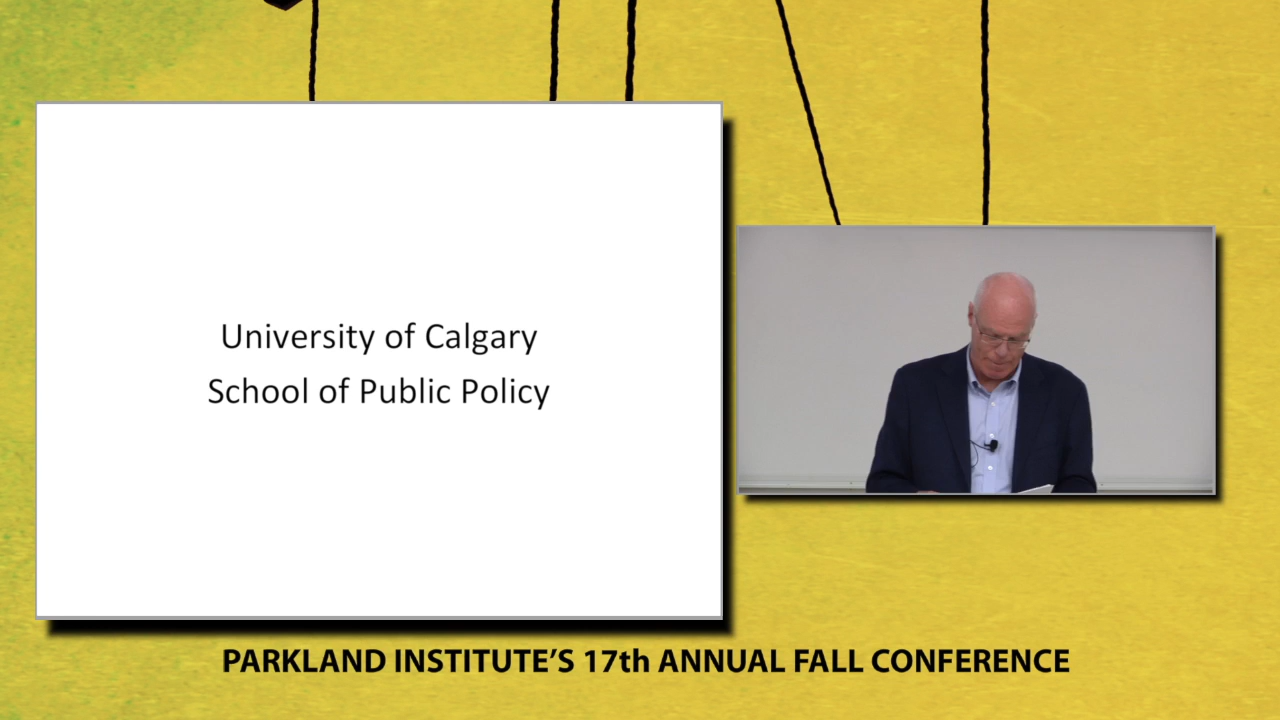 University of Calgary
School of Public Policy
PARKLAND INSTITUTE'S 17th ANNUAL FALL CONFERENCE